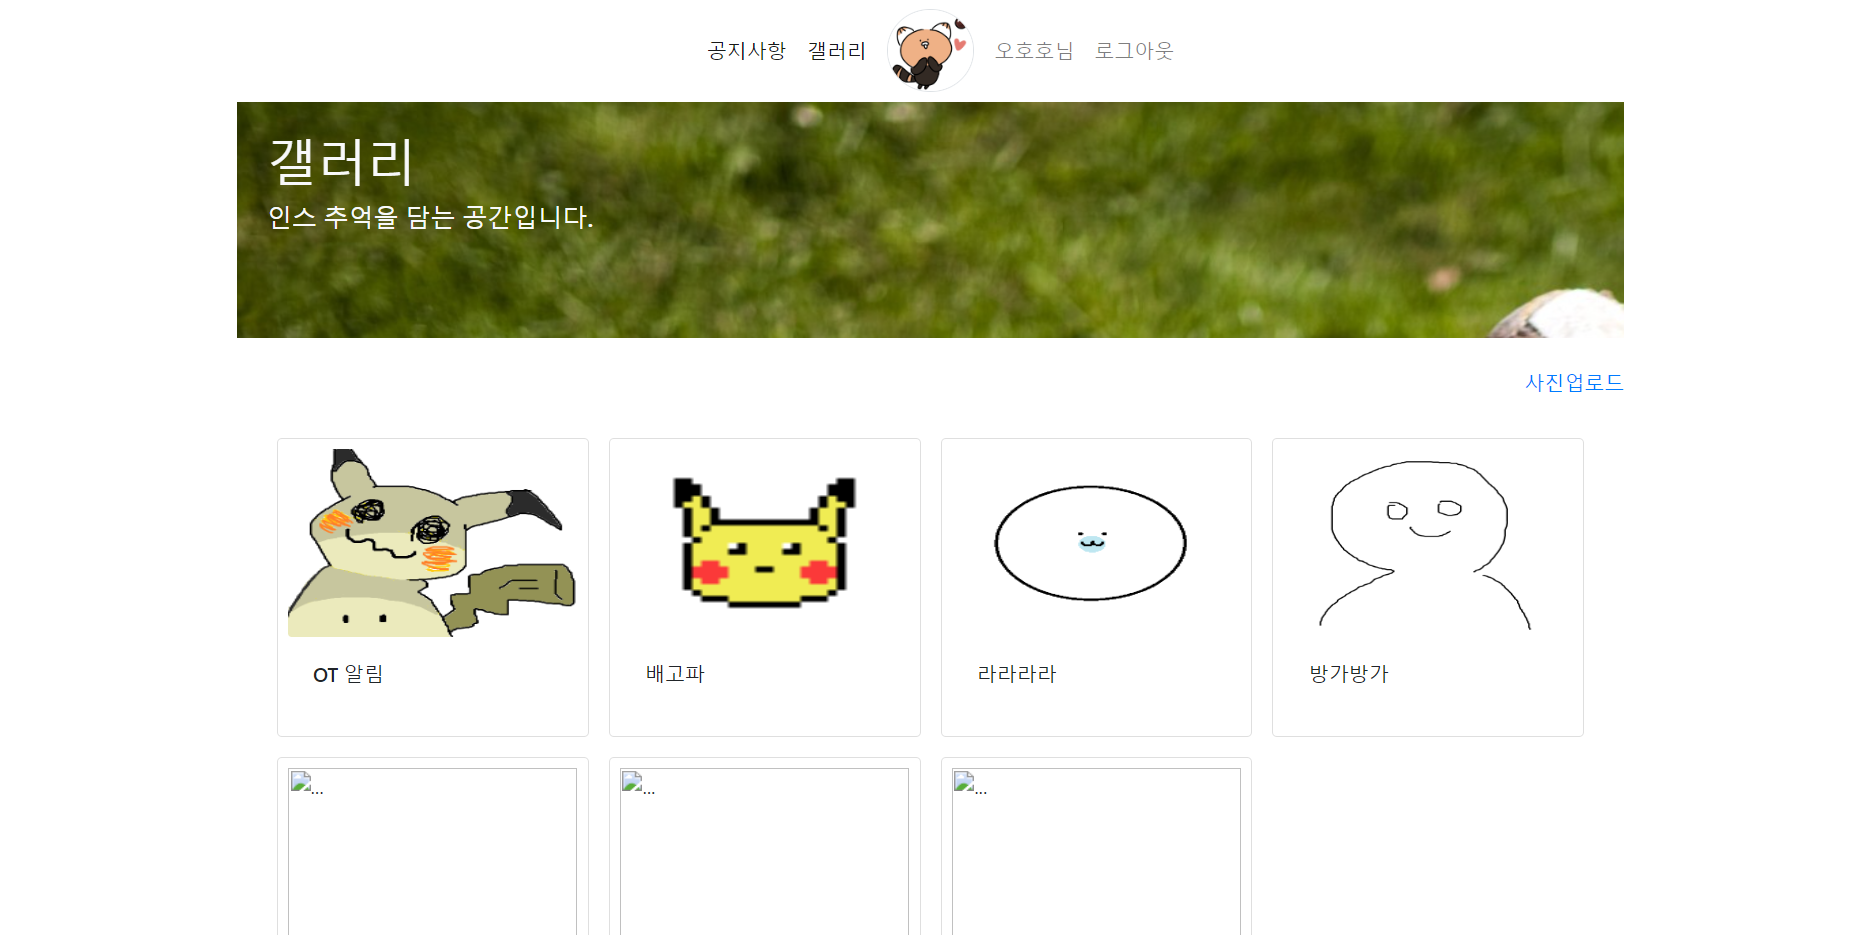 공지사항 갤러리 오호호님 로그아웃
갤러리
인스 추억을 담는 공간입니다.
사진업로드
OT 알림
배고파
라라라라
방가방가
...
...
...